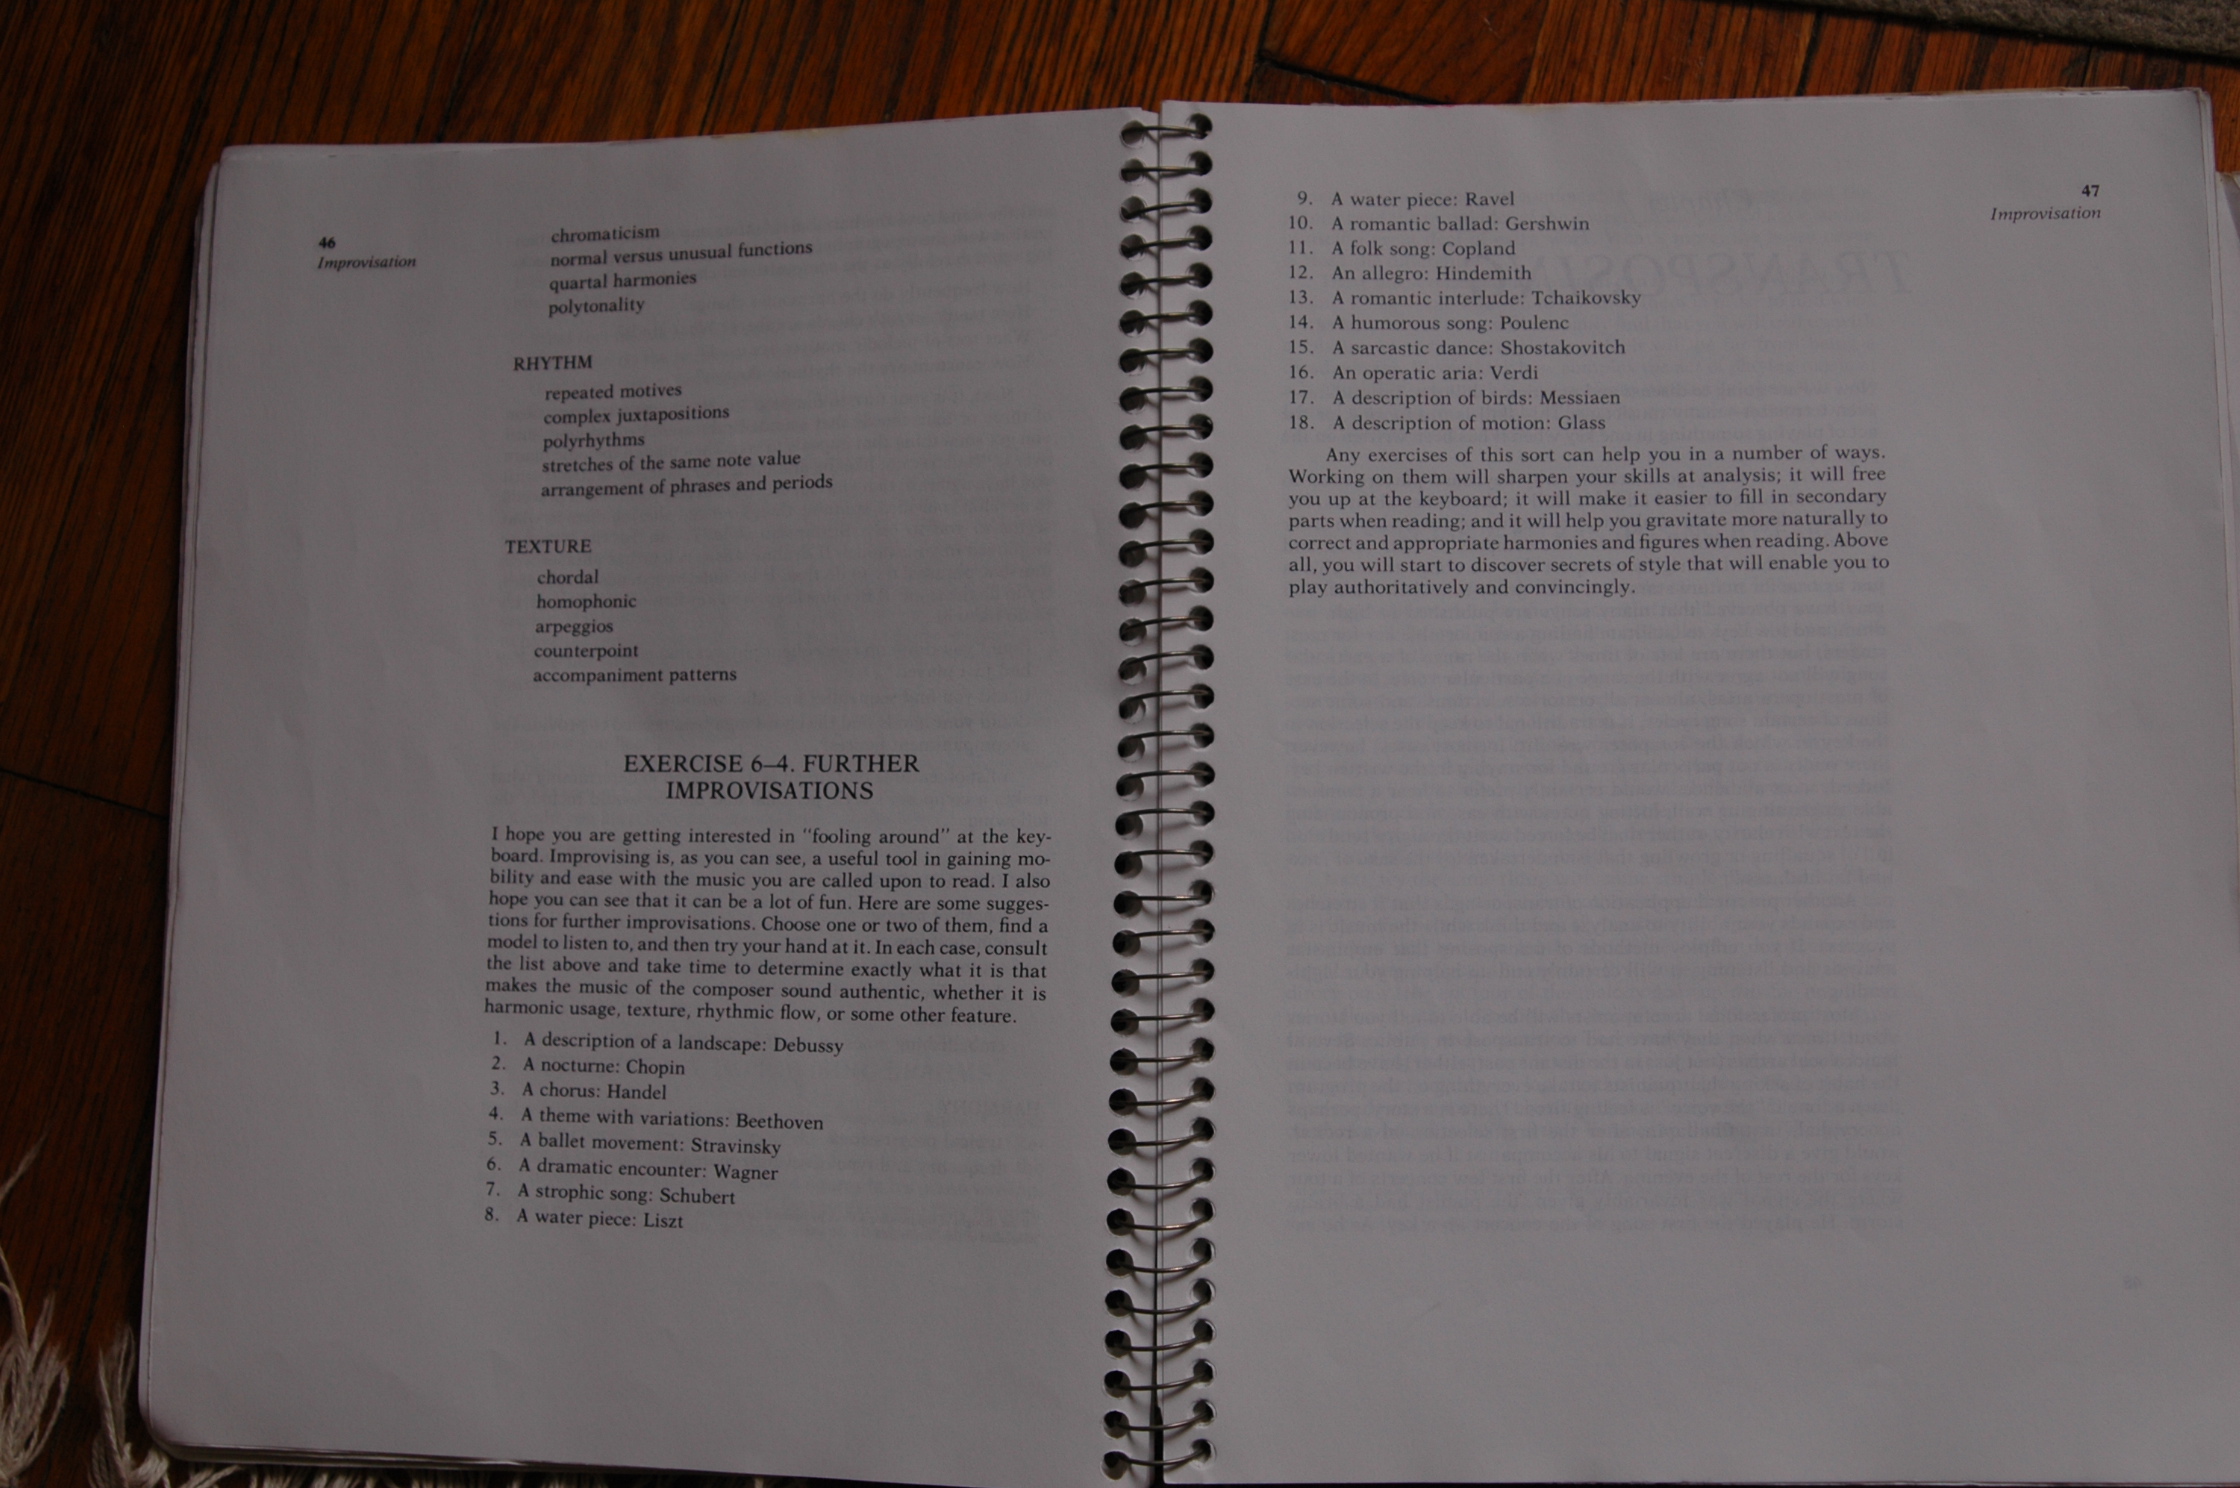 46
Improvisation
chromaticism
normal versus unusual functions
quartal harmonies
polytonality
RHYTHM
repeated motives
complex juxtapositions
polyrhythms
stretches of the same note value
arrangement of phrases and periods
TEXTURE
chordal
homophonic
arpeggios
counterpoint
accompaniment patterns
EXERCISE 6–4. FURTHER
IMPROVISATIONS
I hope you are getting interested in "fooling around" at the key-
board. Improvising is, as you can see, a useful tool in gaining mo-
bility and ease with the music you are called upon to read. I also
hope you can see that it can be a lot of fun. Here are some sugges-
tions for further improvisations. Choose one or two of them, find a
model to listen to, and then try your hand at it. In each case, consult
the list above and take time to determine exactly what it is that
makes the music of the composer sound authentic, whether it is
harmonic usage, texture, rhythmic flow, or some other feature.
1. A description of a landscape: Debussy
2. A nocturne: Chopin
3. A chorus: Handel
4. A theme with variations: Beethoven
5. A ballet movement: Stravinsky
6. A dramatic encounter: Wagner
7. A strophic song: Schubert
8. A water piece: Liszt
47
Improvisation
9. A water piece: Ravel
10. A romantic ballad: Gershwin
11. A folk song: Copland
12. An allegro: Hindemith
13. A romantic interlude: Tchaikovsky
14. A humorous song: Poulenc
15. A sarcastic dance: Shostakovitch
16. An operatic aria: Verdi
17. A description of birds: Messiaen
18. A description of motion: Glass
Any exercises of this sort can help you in a number of ways.
Working on them will sharpen your skills at analysis; it will free
you up at the keyboard; it will make it easier to fill in secondary
parts when reading; and it will help you gravitate more naturally to
correct and appropriate harmonies and figures when reading. Above
all, you will start to discover secrets of style that will enable you to
play authoritatively and convincingly.